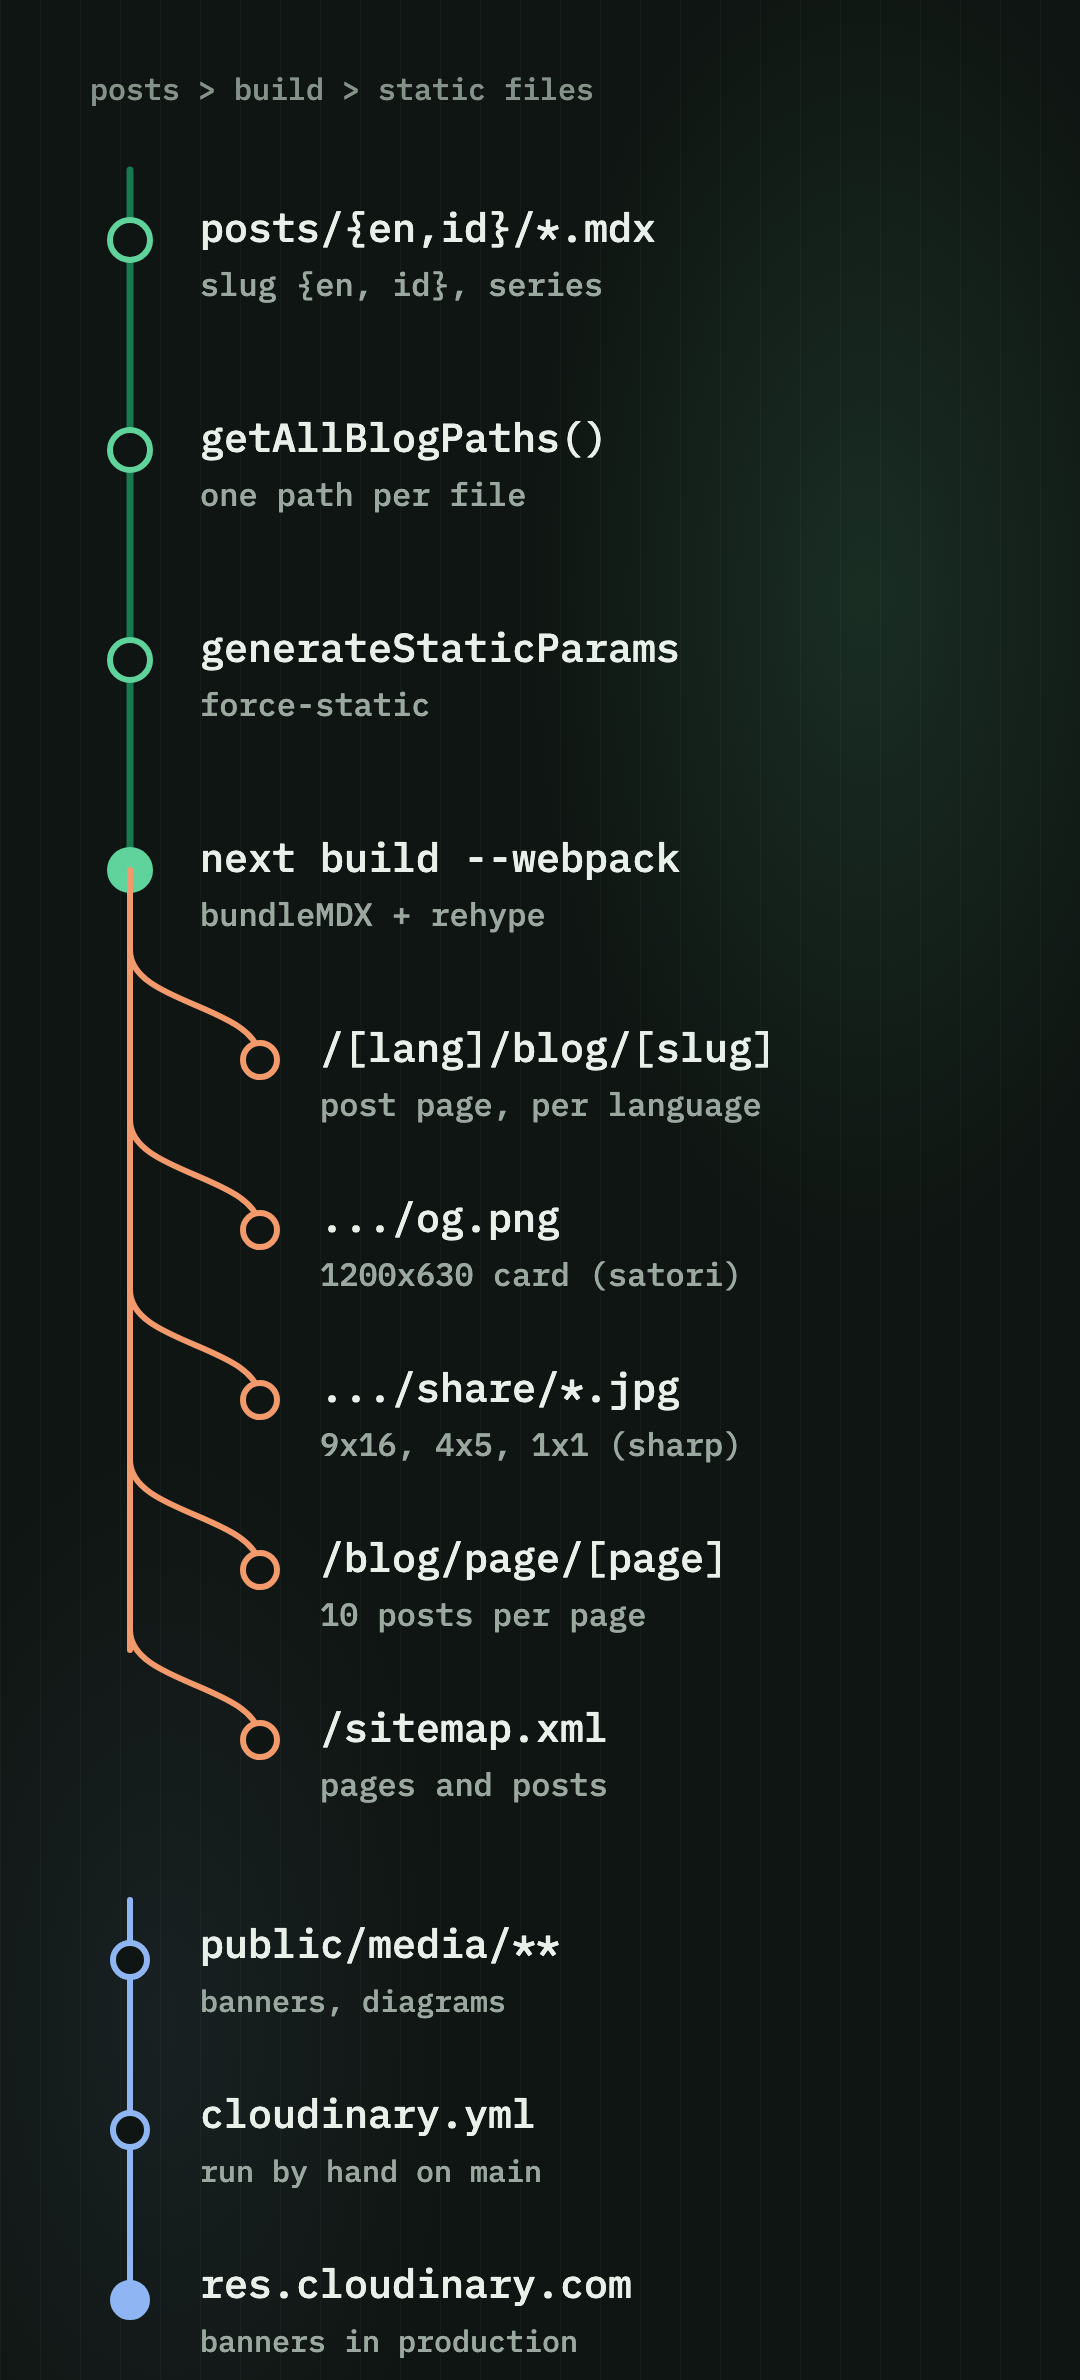 posts > build > static files
posts/{en,id}/*.mdx
slug {en, id}, series
getAllBlogPaths()
one path per file
generateStaticParams
force-static
next build --webpack
bundleMDX + rehype
/[lang]/blog/[slug]
post page, per language
.../og.png
1200x630 card (satori)
.../share/*.jpg
9x16, 4x5, 1x1 (sharp)
/blog/page/[page]
10 posts per page
/sitemap.xml
pages and posts
public/media/**
banners, diagrams
cloudinary.yml
run by hand on main
res.cloudinary.com
banners in production